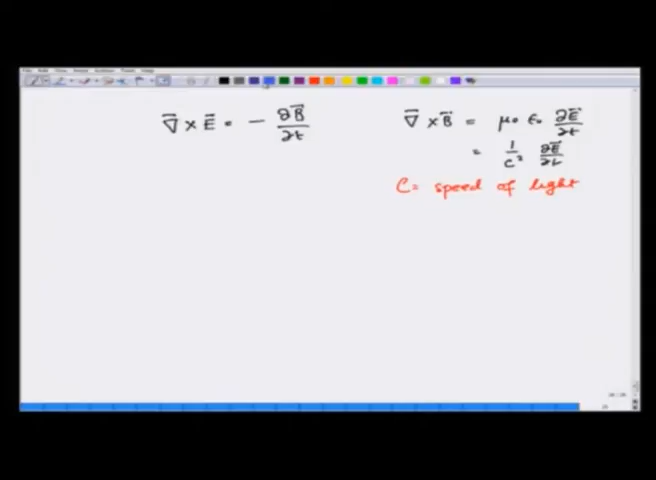 ∇⃗ × E⃗ = − ∂B⃗/∂t
∇⃗ × B⃗ = μ₀ ε₀ ∂E⃗/∂t
= 1/c² ∂E⃗/∂t
C = speed of light